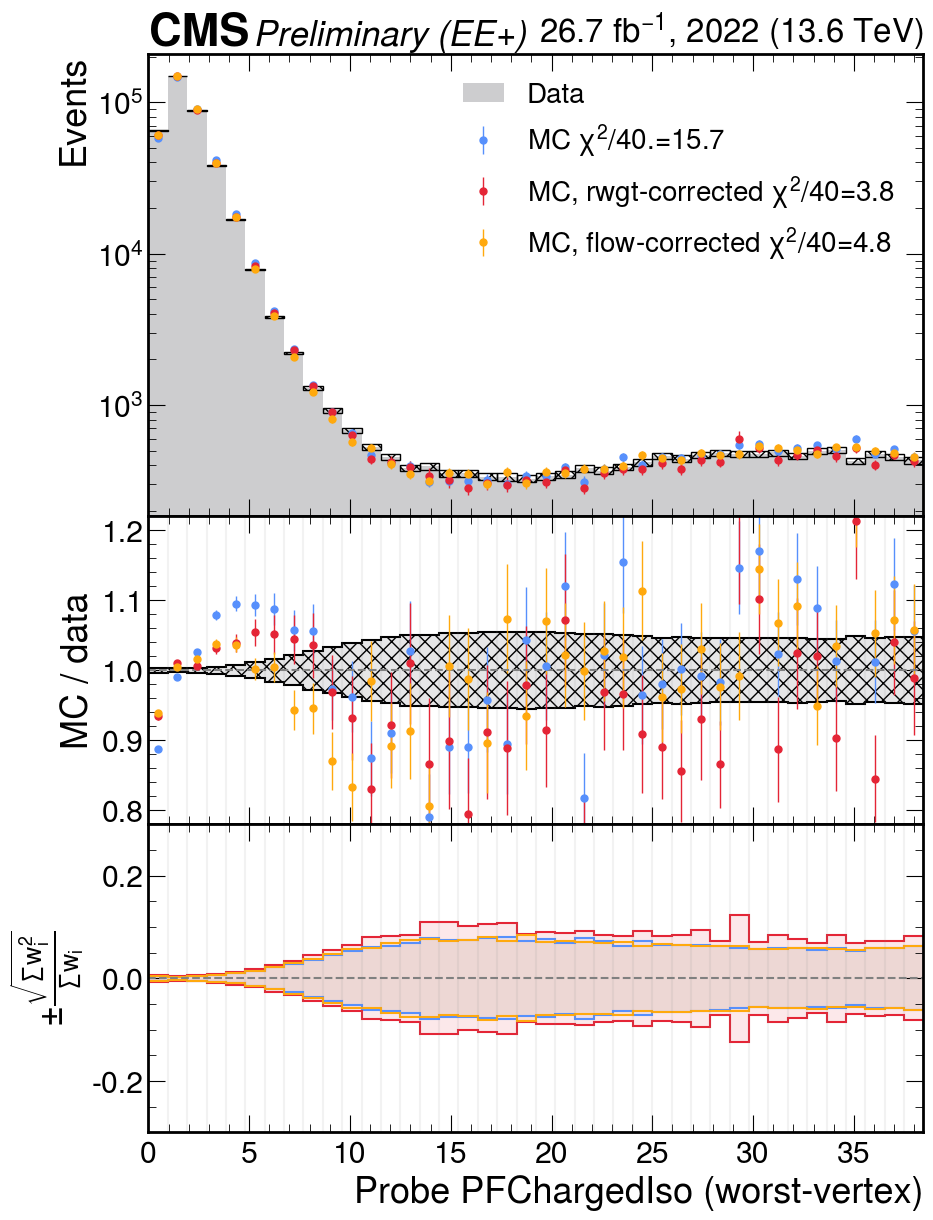 CMS Preliminary (EE+) 26.7 fb⁻¹, 2022 (13.6 TeV)
Events
10⁵
10⁴
10³
Data
MC χ²/40.=15.7
MC, rwgt-corrected χ²/40=3.8
MC, flow-corrected χ²/40=4.8
MC / data
1.2
1.1
1.0
0.9
0.8
±√Σwᵢ²/Σwᵢ
0.2
0.0
-0.2
0 5 10 15 20 25 30 35
Probe PFChargedIso (worst-vertex)